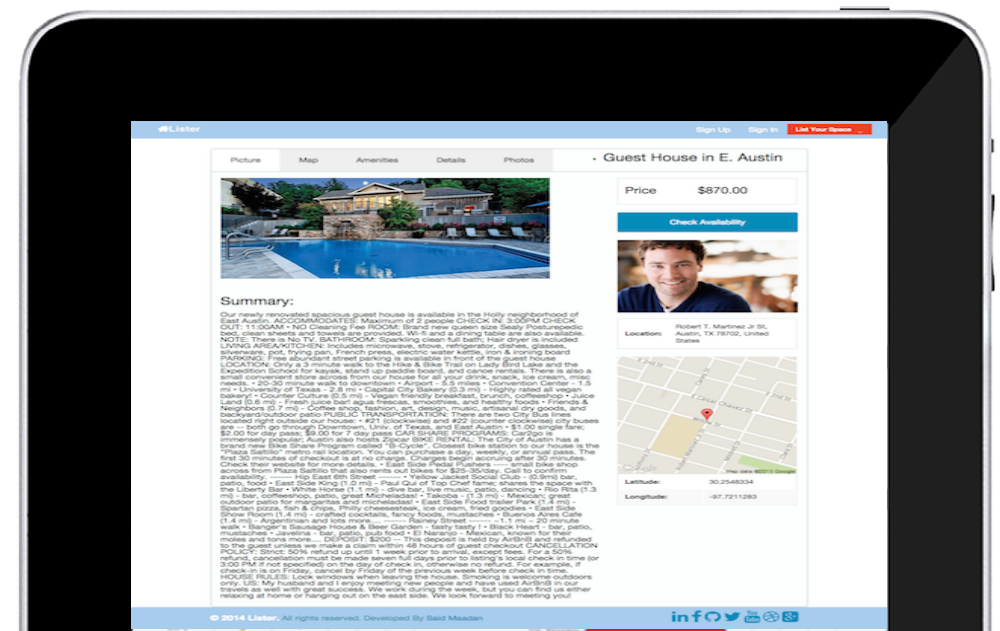 Lister
Sign Up Sign In List Your Space
Picture Map Amenities Details Photos
Guest House in E. Austin
Price $870.00
Check Availability
Location: Robert T. Martinez Jr St,
Austin, TX 78702, United
States
E Cesar Chavez St
Map data ©2015 Google
Latitude: 30.2548334
Longitude: -97.7211283
Summary:
Our newly renovated spacious guest house is available in the Holly neighborhood of
East Austin. ACCOMMODATES: Maximum of 2 people CHECK IN: 3:00PM CHECK
OUT: 11:00AM • NO Cleaning Fee ROOM: Brand new queen size Sealy Posturepedic
bed, clean sheets and towels are provided. Wi-fi and a dining table are also available.
NOTE: There is No TV. BATHROOM: Sparkling clean full bath; Hair dryer is included
LIVING AREA/KITCHEN: Includes microwave, stove, refrigerator, dishes, glasses,
silverware, pot, frying pan, French press, electric water kettle, iron & ironing board
PARKING: Free abundant street parking is available in front of the guest house
LOCATION: Only a 3 minute walk to the Hike & Bike Trail on Lady Bird Lake and the
Expedition School for kayak, stand up paddle board, and canoe rentals. There is also a
small convenient store across from our house for all your drink, snack, ice cream, misc
needs. • 20-30 minute walk to downtown • Airport - 5.5 miles • Convention Center - 1.5
mi • University of Texas - 2.8 mi • Capital City Bakery (0.3 mi) - Highly rated all vegan
bakery! • Counter Culture (0.5 mi) - Vegan friendly breakfast, brunch, coffeeshop • Juice
Land (0.6 mi) - Fresh juice bar! agua frescas, smoothies, and healthy foods • Friends &
Neighbors (0.7 mi) - Coffee shop, fashion, art, design, music, artisanal dry goods, and
backyard/outdoor patio PUBLIC TRANSPORTATION: There are two City Bus lines
located right outside our house: • #21 (clockwise) and #22 (counter clockwise) city buses
are -- both go through Downtown, Univ. of Texas, and East Austin • $1.00 single fare;
$2.00 for day pass; $9.00 for 7 day pass CAR SHARE PROGRAMS: Car2go is
immensely popular; Austin also hosts Zipcar BIKE RENTAL: The City of Austin has a
brand new Bike Share Program called "B-Cycle". Closest bike station to our house is the
"Plaza Saltillo" metro rail location. You can purchase a day, weekly, or annual pass. The
first 30 minutes of checkout is at no charge. Charges begin accruing after 30 minutes.
Check their website for more details. • East Side Pedal Pushers ---- small bike shop
across from Plaza Saltillo that also rents out bikes for $25-35/day. Call to confirm
availability. ------ Hip East 6th Street ------ • Yellow Jacket Social Club - (0.9mi) bar,
patio, food • East Side King (1.0 mi) - Paul Qui of Top Chef fame; shares the space with
the Liberty Bar • White Horse (1.1 mi) - dive bar, live music, patio, dancing • Rio Rita (1.3
mi) - bar, coffeeshop, patio, great Micheladas! • Takoba - (1.3 mi) - Mexican; great
outdoor patio for margaritas and micheladas! • East Side Food trailer Park (1.4 mi) -
Spartan pizza, fish & chips, Philly cheesesteak, ice cream, fried goodies • East Side
Show Room (1.4 mi) - crafted cocktails, fancy foods, mustaches • Buenos Aires Cafe
(1.4 mi) - Argentinian and lots more.... ------ Rainey Street ------ ~1.1 mi -- 20 minute
walk • Banger's Sausage House & Beer Garden - tasty tasty ! • Black Heart - bar, patio,
mustaches • Javelina - bar, patio, pub food • El Naranjo - Mexican, known for their
moles and tons more.... DEPOSIT: $200 -- This deposit is held by AirBnB and refunded
to the guest unless we make a claim within 48 hours of guest checkout CANCELLATION
POLICY: Strict: 50% refund up until 1 week prior to arrival, except fees. For a 50%
refund, cancellation must be made seven full days prior to listing's local check in time (or
3:00 PM if not specified) on the day of check in, otherwise no refund. For example, if
check-in is on Friday, cancel by Friday of the previous week before check in time.
HOUSE RULES: Lock windows when leaving the house. Smoking is welcome outdoors
only. US: My husband and I enjoy meeting new people and have used AirBnB in our
travels as well with great success. We work during the week, but you can find us either
relaxing at home or hanging out on the east side. We look forward to meeting you!
© 2014 Lister. All rights reserved. Developed By Said Maadan